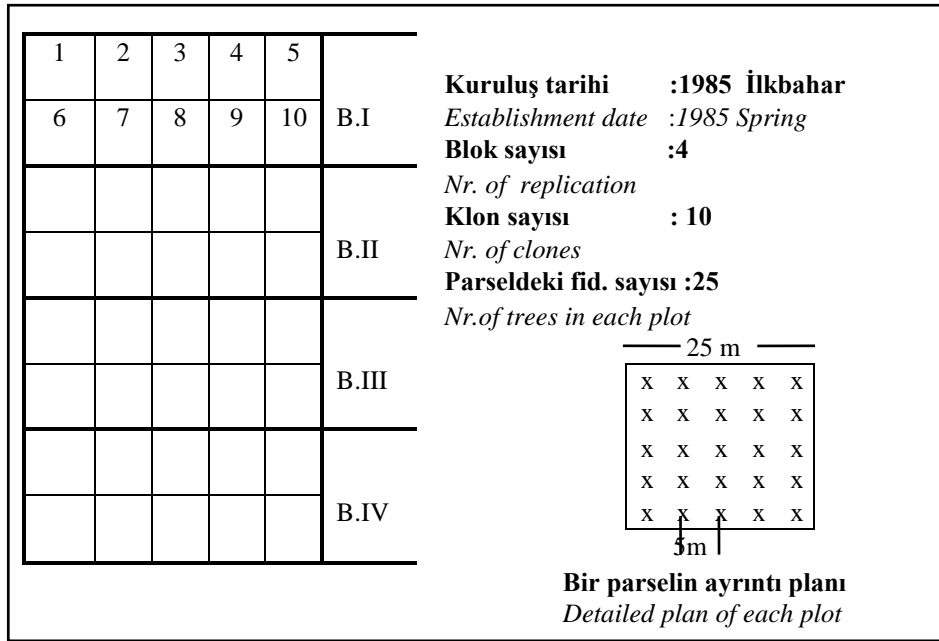 1 2 3 4 5
6 7 8 9 10 B.I
B.II
B.III
B.IV
Kuruluş tarihi :1985 İlkbahar
Establishment date :1985 Spring
Blok sayısı :4
Nr. of replication
Klon sayısı : 10
Nr. of clones
Parseldeki fid. sayısı :25
Nr.of trees in each plot
25 m
x x x x x
x x x x x
x x x x x
x x x x x
x x x x x
5m
Bir parselin ayrıntı planı
Detailed plan of each plot